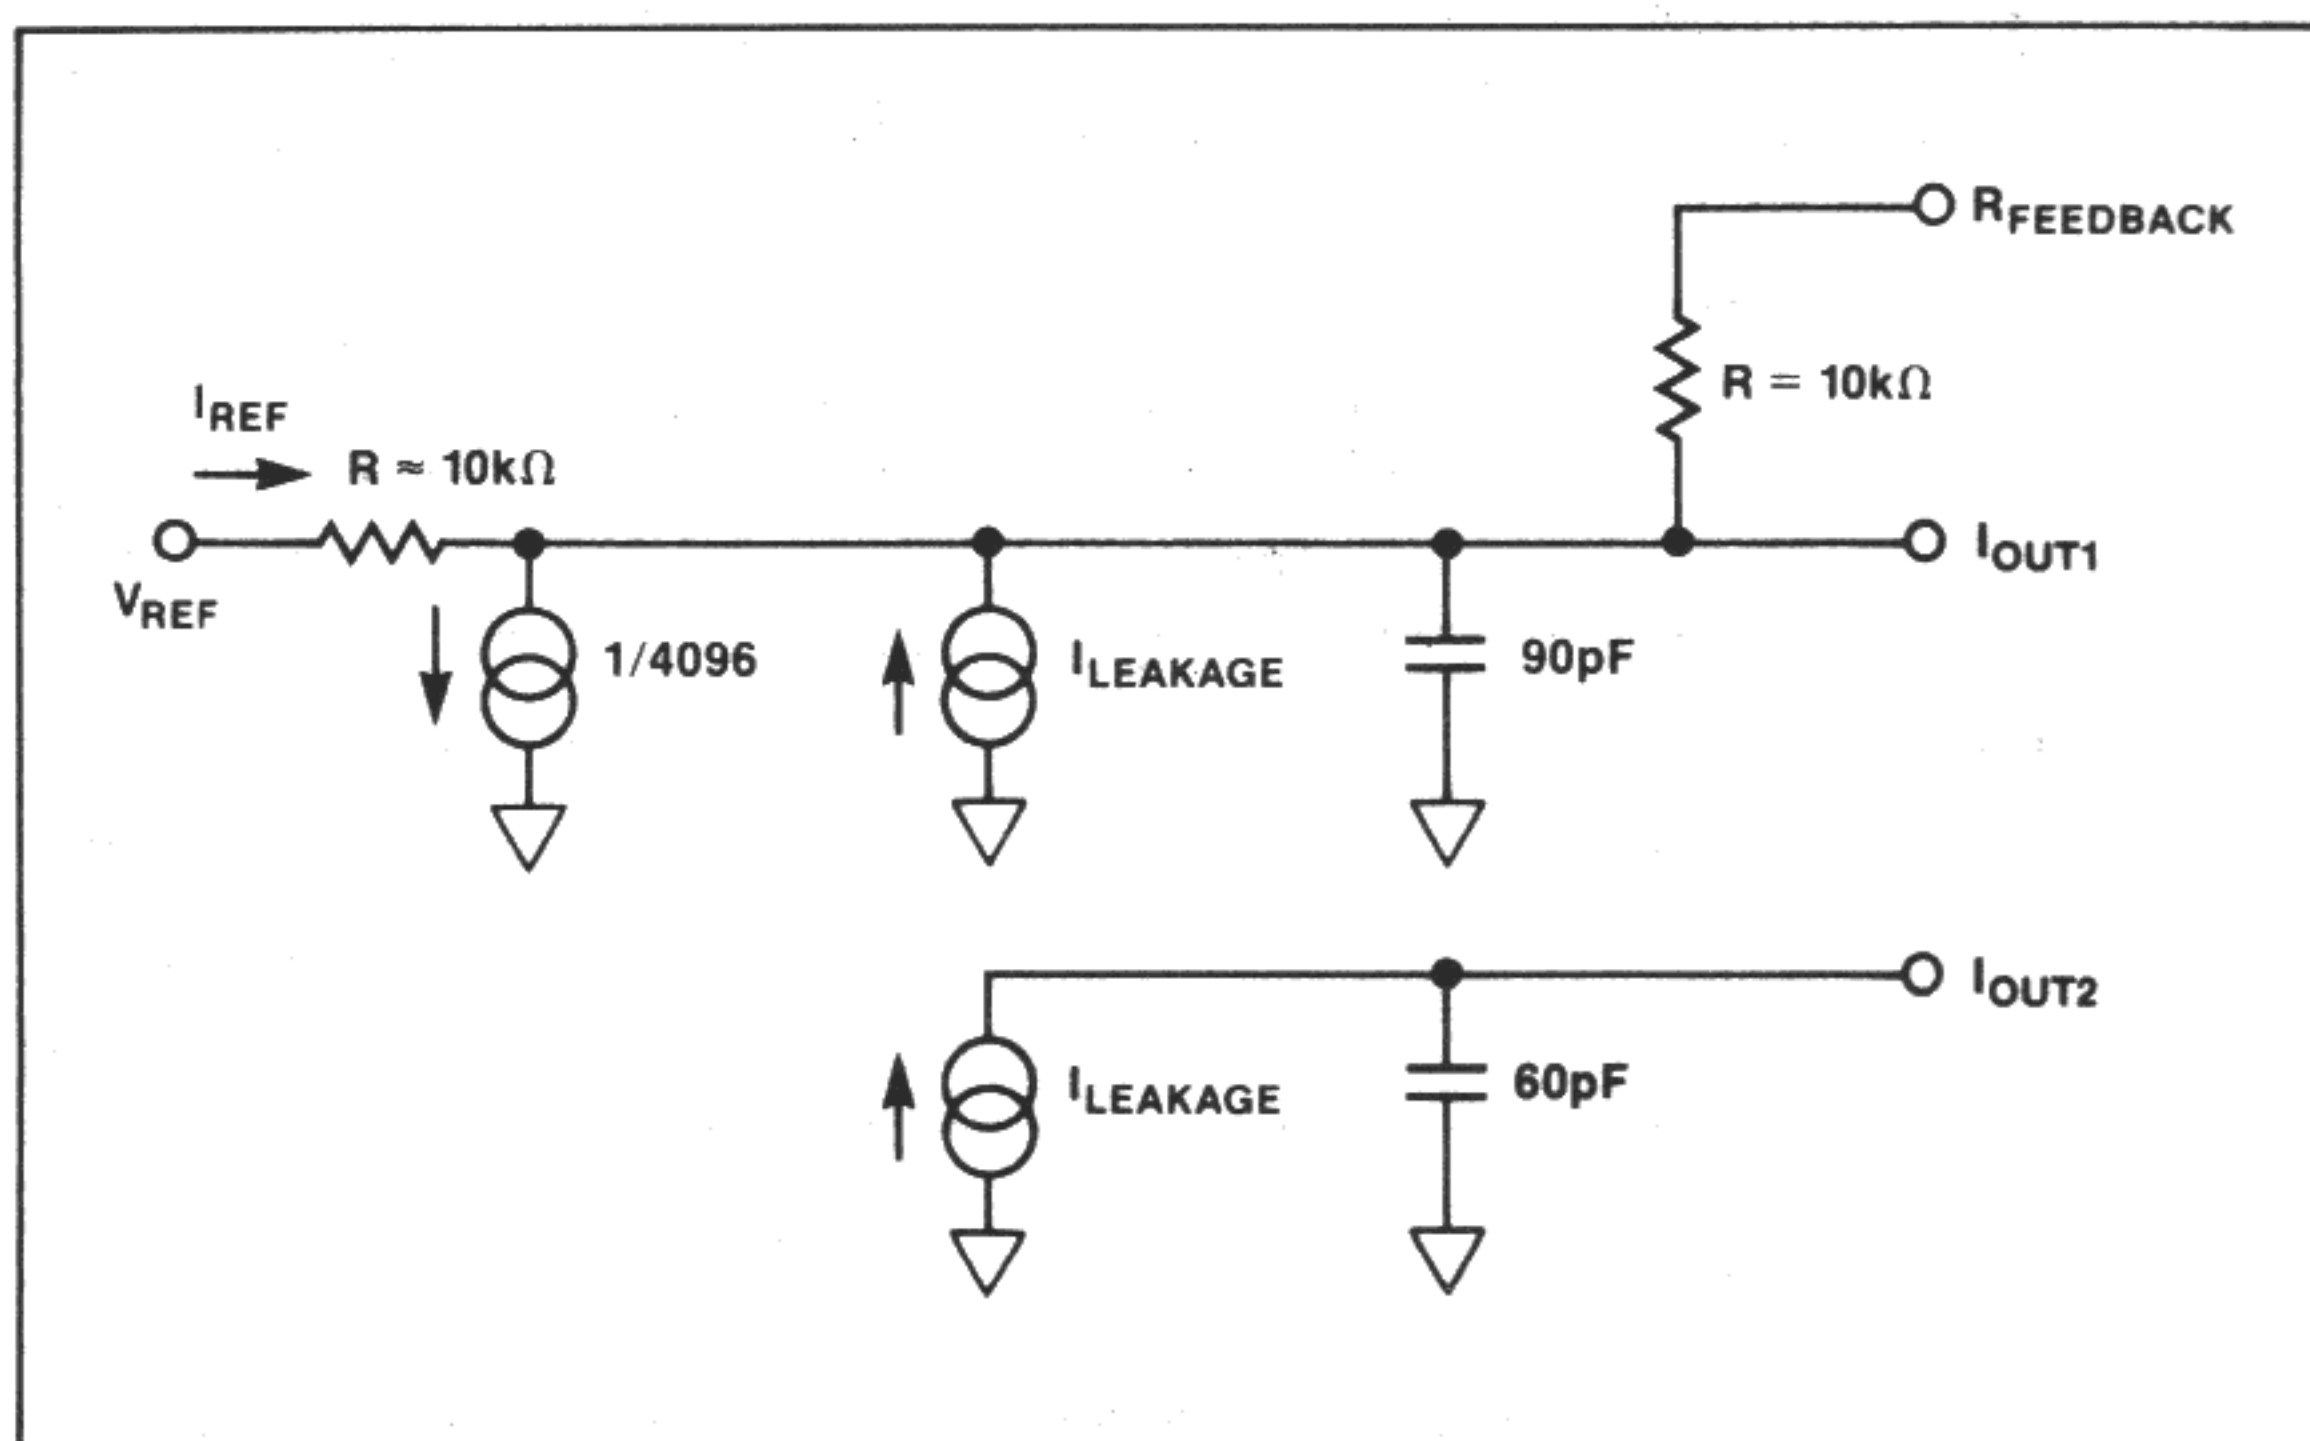 RFEEDBACK
R = 10kΩ
IREF
R ≈ 10kΩ
IOUT1
VREF
1/4096
ILEAKAGE
90pF
IOUT2
ILEAKAGE
60pF